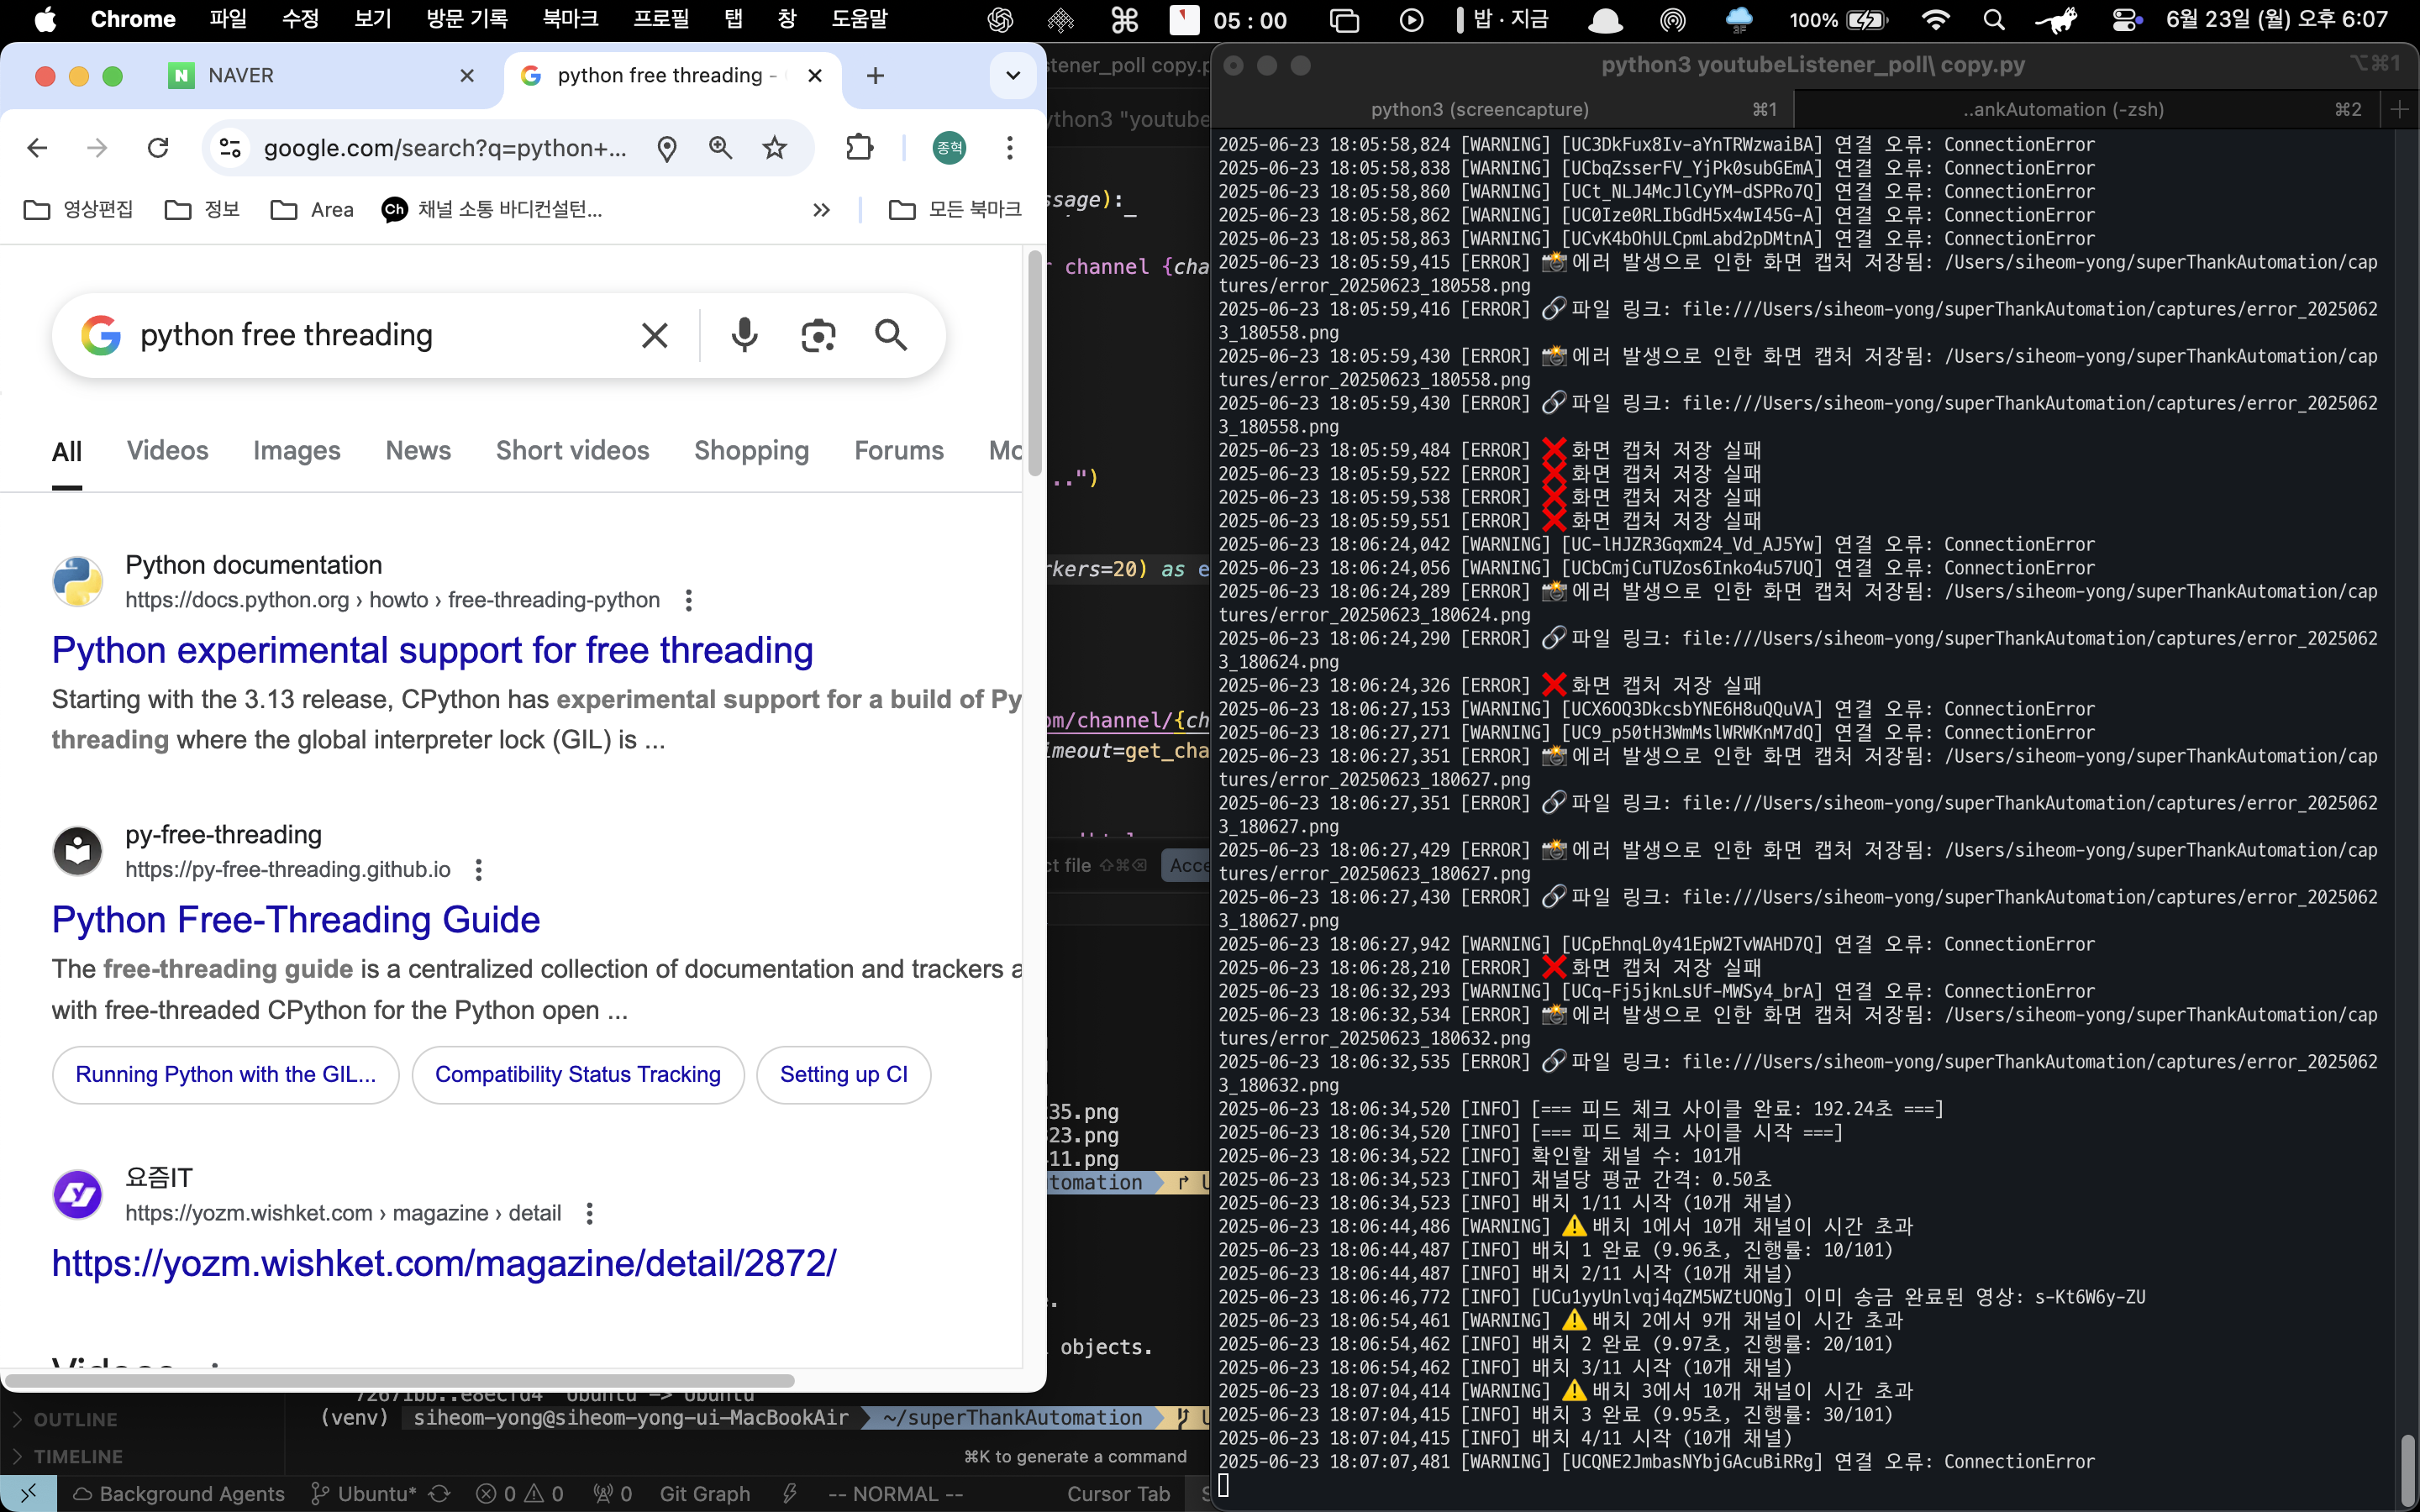 Chrome 파일 수정 보기 방문 기록 북마크 프로필 탭 창 도움말 05 : 00 밥 · 지금 100% 6월 23일 (월) 오후 6:07
NAVER
python free threading -
google.com/search?q=python+...
종혁
영상편집 정보 Area 채널 소통 바디컨설턴... 모든 북마크
python free threading
All Videos Images News Short videos Shopping Forums Mo
Python documentation
https://docs.python.org › howto › free-threading-python
Python experimental support for free threading
Starting with the 3.13 release, CPython has experimental support for a build of Py
threading where the global interpreter lock (GIL) is ...
py-free-threading
https://py-free-threading.github.io
Python Free-Threading Guide
The free-threading guide is a centralized collection of documentation and trackers a
with free-threaded CPython for the Python open ...
Running Python with the GIL... Compatibility Status Tracking Setting up CI
요즘IT
https://yozm.wishket.com › magazine › detail
https://yozm.wishket.com/magazine/detail/2872/
stener_poll copy.p
ython3 "youtube
ssage):
r channel {cha
..")
rkers=20) as e
om/channel/{ch
imeout=get_cha
ct file ⇧⌘⌫ Acce
35.png
23.png
11.png
tomation
objects.
OUTLINE
TIMELINE
(venv) siheom-yong@siheom-yong-ui-MacBookAir ~/superThankAutomation
⌘K to generate a command
Background Agents Ubuntu* 0 0 0 Git Graph -- NORMAL -- Cursor Tab
python3 youtubeListener_poll\ copy.py ⌥⌘1
python3 (screencapture) ⌘1 ..ankAutomation (-zsh) ⌘2
2025-06-23 18:05:58,824 [WARNING] [UC3DkFux8Iv-aYnTRWzwaiBA] 연결 오류: ConnectionError
2025-06-23 18:05:58,838 [WARNING] [UCbqZsserFV_YjPk0subGEmA] 연결 오류: ConnectionError
2025-06-23 18:05:58,860 [WARNING] [UCt_NLJ4McJlCyYM-dSPRo7Q] 연결 오류: ConnectionError
2025-06-23 18:05:58,862 [WARNING] [UC0Ize0RLIbGdH5x4wI45G-A] 연결 오류: ConnectionError
2025-06-23 18:05:58,863 [WARNING] [UCvK4bOhULCpmLabd2pDMtnA] 연결 오류: ConnectionError
2025-06-23 18:05:59,415 [ERROR] 📸 에러 발생으로 인한 화면 캡처 저장됨: /Users/siheom-yong/superThankAutomation/cap
tures/error_20250623_180558.png
2025-06-23 18:05:59,416 [ERROR] 🔗 파일 링크: file:///Users/siheom-yong/superThankAutomation/captures/error_2025062
3_180558.png
2025-06-23 18:05:59,430 [ERROR] 📸 에러 발생으로 인한 화면 캡처 저장됨: /Users/siheom-yong/superThankAutomation/cap
tures/error_20250623_180558.png
2025-06-23 18:05:59,430 [ERROR] 🔗 파일 링크: file:///Users/siheom-yong/superThankAutomation/captures/error_2025062
3_180558.png
2025-06-23 18:05:59,484 [ERROR] ❌ 화면 캡처 저장 실패
2025-06-23 18:05:59,522 [ERROR] ❌ 화면 캡처 저장 실패
2025-06-23 18:05:59,538 [ERROR] ❌ 화면 캡처 저장 실패
2025-06-23 18:05:59,551 [ERROR] ❌ 화면 캡처 저장 실패
2025-06-23 18:06:24,042 [WARNING] [UC-lHJZR3Gqxm24_Vd_AJ5Yw] 연결 오류: ConnectionError
2025-06-23 18:06:24,056 [WARNING] [UCbCmjCuTUZos6Inko4u57UQ] 연결 오류: ConnectionError
2025-06-23 18:06:24,289 [ERROR] 📸 에러 발생으로 인한 화면 캡처 저장됨: /Users/siheom-yong/superThankAutomation/cap
tures/error_20250623_180624.png
2025-06-23 18:06:24,290 [ERROR] 🔗 파일 링크: file:///Users/siheom-yong/superThankAutomation/captures/error_2025062
3_180624.png
2025-06-23 18:06:24,326 [ERROR] ❌ 화면 캡처 저장 실패
2025-06-23 18:06:27,153 [WARNING] [UCX6OQ3DkcsbYNE6H8uQQuVA] 연결 오류: ConnectionError
2025-06-23 18:06:27,271 [WARNING] [UC9_p50tH3WmMslWRWKnM7dQ] 연결 오류: ConnectionError
2025-06-23 18:06:27,351 [ERROR] 📸 에러 발생으로 인한 화면 캡처 저장됨: /Users/siheom-yong/superThankAutomation/cap
tures/error_20250623_180627.png
2025-06-23 18:06:27,351 [ERROR] 🔗 파일 링크: file:///Users/siheom-yong/superThankAutomation/captures/error_2025062
3_180627.png
2025-06-23 18:06:27,429 [ERROR] 📸 에러 발생으로 인한 화면 캡처 저장됨: /Users/siheom-yong/superThankAutomation/cap
tures/error_20250623_180627.png
2025-06-23 18:06:27,430 [ERROR] 🔗 파일 링크: file:///Users/siheom-yong/superThankAutomation/captures/error_2025062
3_180627.png
2025-06-23 18:06:27,942 [WARNING] [UCpEhnqL0y41EpW2TvWAHD7Q] 연결 오류: ConnectionError
2025-06-23 18:06:28,210 [ERROR] ❌ 화면 캡처 저장 실패
2025-06-23 18:06:32,293 [WARNING] [UCq-Fj5jknLsUf-MWSy4_brA] 연결 오류: ConnectionError
2025-06-23 18:06:32,534 [ERROR] 📸 에러 발생으로 인한 화면 캡처 저장됨: /Users/siheom-yong/superThankAutomation/cap
tures/error_20250623_180632.png
2025-06-23 18:06:32,535 [ERROR] 🔗 파일 링크: file:///Users/siheom-yong/superThankAutomation/captures/error_2025062
3_180632.png
2025-06-23 18:06:34,520 [INFO] [=== 피드 체크 사이클 완료: 192.24초 ===]
2025-06-23 18:06:34,520 [INFO] [=== 피드 체크 사이클 시작 ===]
2025-06-23 18:06:34,522 [INFO] 확인할 채널 수: 101개
2025-06-23 18:06:34,523 [INFO] 채널당 평균 간격: 0.50초
2025-06-23 18:06:34,523 [INFO] 배치 1/11 시작 (10개 채널)
2025-06-23 18:06:44,486 [WARNING] ⚠️ 배치 1에서 10개 채널이 시간 초과
2025-06-23 18:06:44,487 [INFO] 배치 1 완료 (9.96초, 진행률: 10/101)
2025-06-23 18:06:44,487 [INFO] 배치 2/11 시작 (10개 채널)
2025-06-23 18:06:46,772 [INFO] [UCu1yyUnlvqj4qZM5WZtUONg] 이미 송금 완료된 영상: s-Kt6W6y-ZU
2025-06-23 18:06:54,461 [WARNING] ⚠️ 배치 2에서 9개 채널이 시간 초과
2025-06-23 18:06:54,462 [INFO] 배치 2 완료 (9.97초, 진행률: 20/101)
2025-06-23 18:06:54,462 [INFO] 배치 3/11 시작 (10개 채널)
2025-06-23 18:07:04,414 [WARNING] ⚠️ 배치 3에서 10개 채널이 시간 초과
2025-06-23 18:07:04,415 [INFO] 배치 3 완료 (9.95초, 진행률: 30/101)
2025-06-23 18:07:04,415 [INFO] 배치 4/11 시작 (10개 채널)
2025-06-23 18:07:07,481 [WARNING] [UCQNE2JmbasNYbjGAcuBiRRg] 연결 오류: ConnectionError